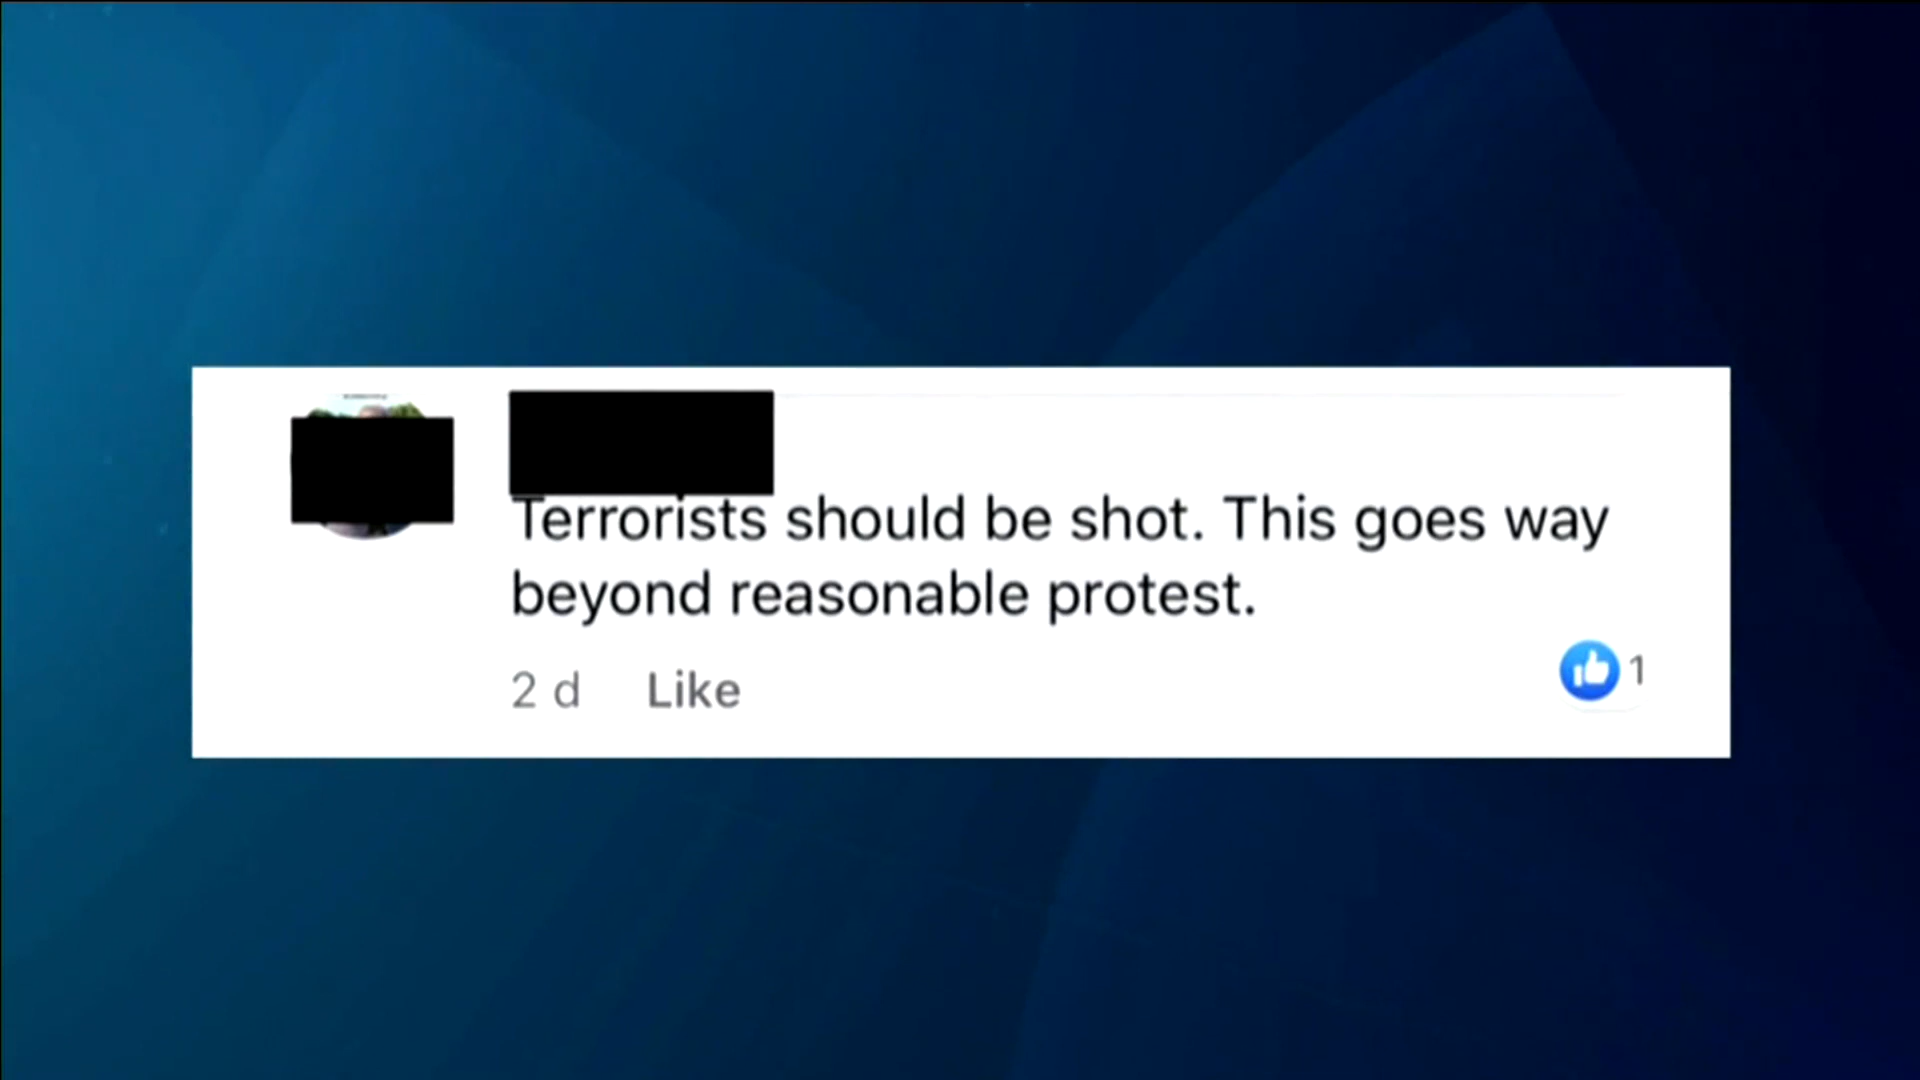 Terrorists should be shot. This goes way
beyond reasonable protest.
2 d Like
1